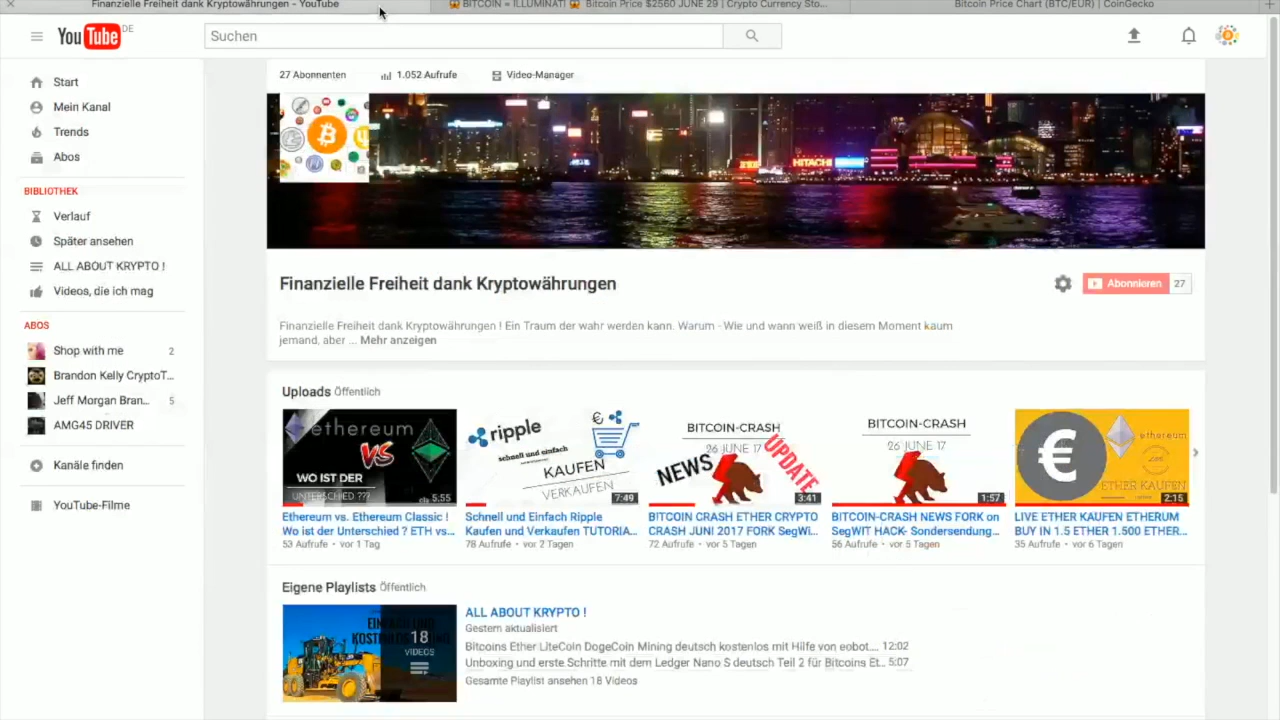 Finanzielle Freiheit dank Kryptowährungen - YouTube
BITCOIN = ILLUMINATI Bitcoin Price $2560 JUNE 29 | Crypto Currency Sto...
Bitcoin Price Chart (BTC/EUR) | CoinGecko
YouTube DE
Suchen
27 Abonnenten
1.052 Aufrufe
Video-Manager
Start
Mein Kanal
Trends
Abos
BIBLIOTHEK
Verlauf
Später ansehen
ALL ABOUT KRYPTO !
Videos, die ich mag
ABOS
Shop with me 2
Brandon Kelly CryptoT...
Jeff Morgan Bran... 5
AMG45 DRIVER
Kanäle finden
YouTube-Filme
HITACHI
Finanzielle Freiheit dank Kryptowährungen
Abonnieren 27
Finanzielle Freiheit dank Kryptowährungen ! Ein Traum der wahr werden kann. Warum - Wie und wann weiß in diesem Moment kaum
jemand, aber ... Mehr anzeigen
Uploads Öffentlich
ethereum
VS
WO IST DER
UNTERSCHIED ???
5:55
Ethereum vs. Ethereum Classic !
Wo ist der Unterschied ? ETH vs...
53 Aufrufe • vor 1 Tag
ripple
schnell und einfach
KAUFEN
VERKAUFEN
7:49
Schnell und Einfach Ripple
Kaufen und Verkaufen TUTORIA...
78 Aufrufe • vor 2 Tagen
BITCOIN-CRASH
26 JUNE 17
NEWS
UPDATE
3:41
BITCOIN CRASH ETHER CRYPTO
CRASH JUNI 2017 FORK SegWi...
72 Aufrufe • vor 5 Tagen
BITCOIN-CRASH
26 JUNE 17
1:57
BITCOIN-CRASH NEWS FORK on
SegWIT HACK- Sondersendung...
56 Aufrufe • vor 5 Tagen
ethereum
ETHER KAUFEN
2:15
LIVE ETHER KAUFEN ETHERUM
BUY IN 1.5 ETHER 1.500 ETHER...
35 Aufrufe • vor 6 Tagen
Eigene Playlists Öffentlich
18
VIDEOS
ALL ABOUT KRYPTO !
Gestern aktualisiert
Bitcoins Ether LiteCoin DogeCoin Mining deutsch kostenlos mit Hilfe von eobot.... 12:02
Unboxing und erste Schritte mit dem Ledger Nano S deutsch Teil 2 für Bitcoins Et... 5:07
Gesamte Playlist ansehen 18 Videos